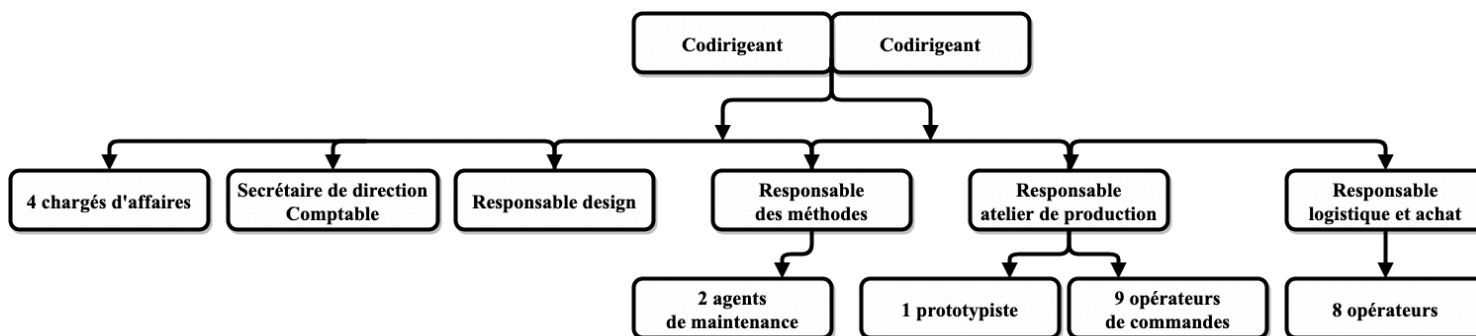 Codirigeant
Codirigeant
4 chargés d'affaires
Secrétaire de direction
Comptable
Responsable design
Responsable
des méthodes
Responsable
atelier de production
Responsable
logistique et achat
2 agents
de maintenance
1 prototypiste
9 opérateurs
de commandes
8 opérateurs